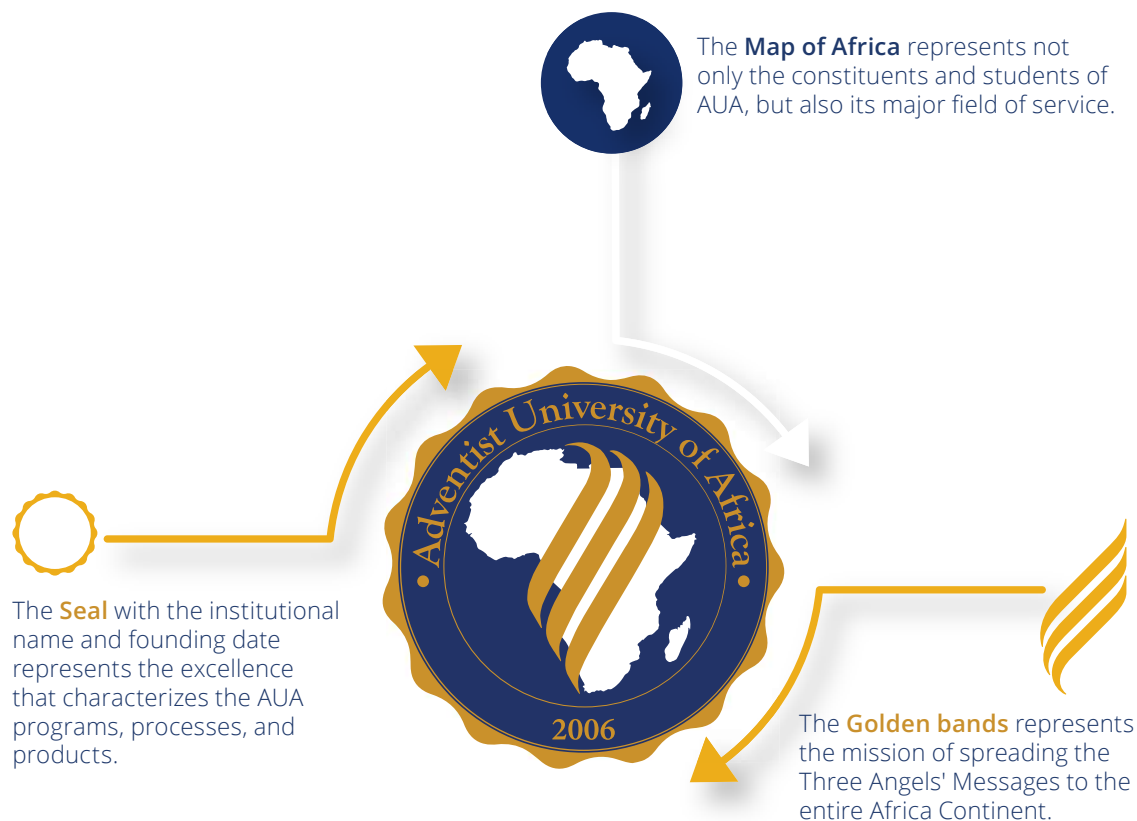 The Map of Africa represents not
only the constituents and students of
AUA, but also its major field of service.
• Adventist University of Africa •
2006
The Seal with the institutional
name and founding date
represents the excellence
that characterizes the AUA
programs, processes, and
products.
The Golden bands represents
the mission of spreading the
Three Angels' Messages to the
entire Africa Continent.